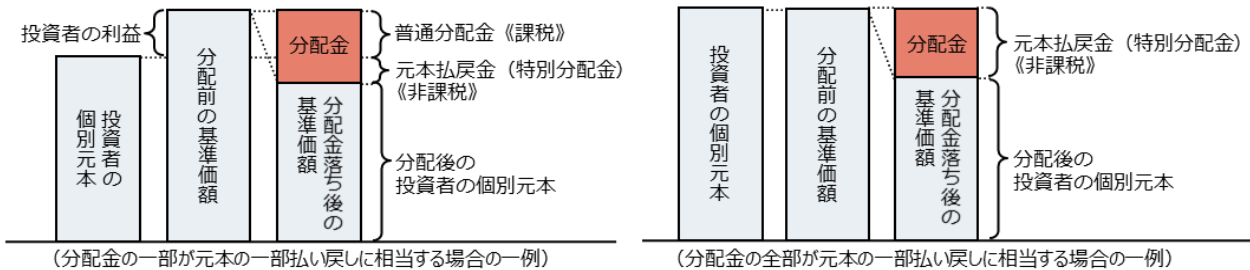 投資者の利益
投資者の
個別元本
分配前の基準価額
分配金
分配金落ち後の
基準価額
普通分配金《課税》
元本払戻金（特別分配金）
《非課税》
分配後の
投資者の個別元本
（分配金の一部が元本の一部払い戻しに相当する場合の一例）
投資者の個別元本
分配前の基準価額
分配金
分配金落ち後の
基準価額
元本払戻金（特別分配金）
《非課税》
分配後の
投資者の個別元本
（分配金の全部が元本の一部払い戻しに相当する場合の一例）